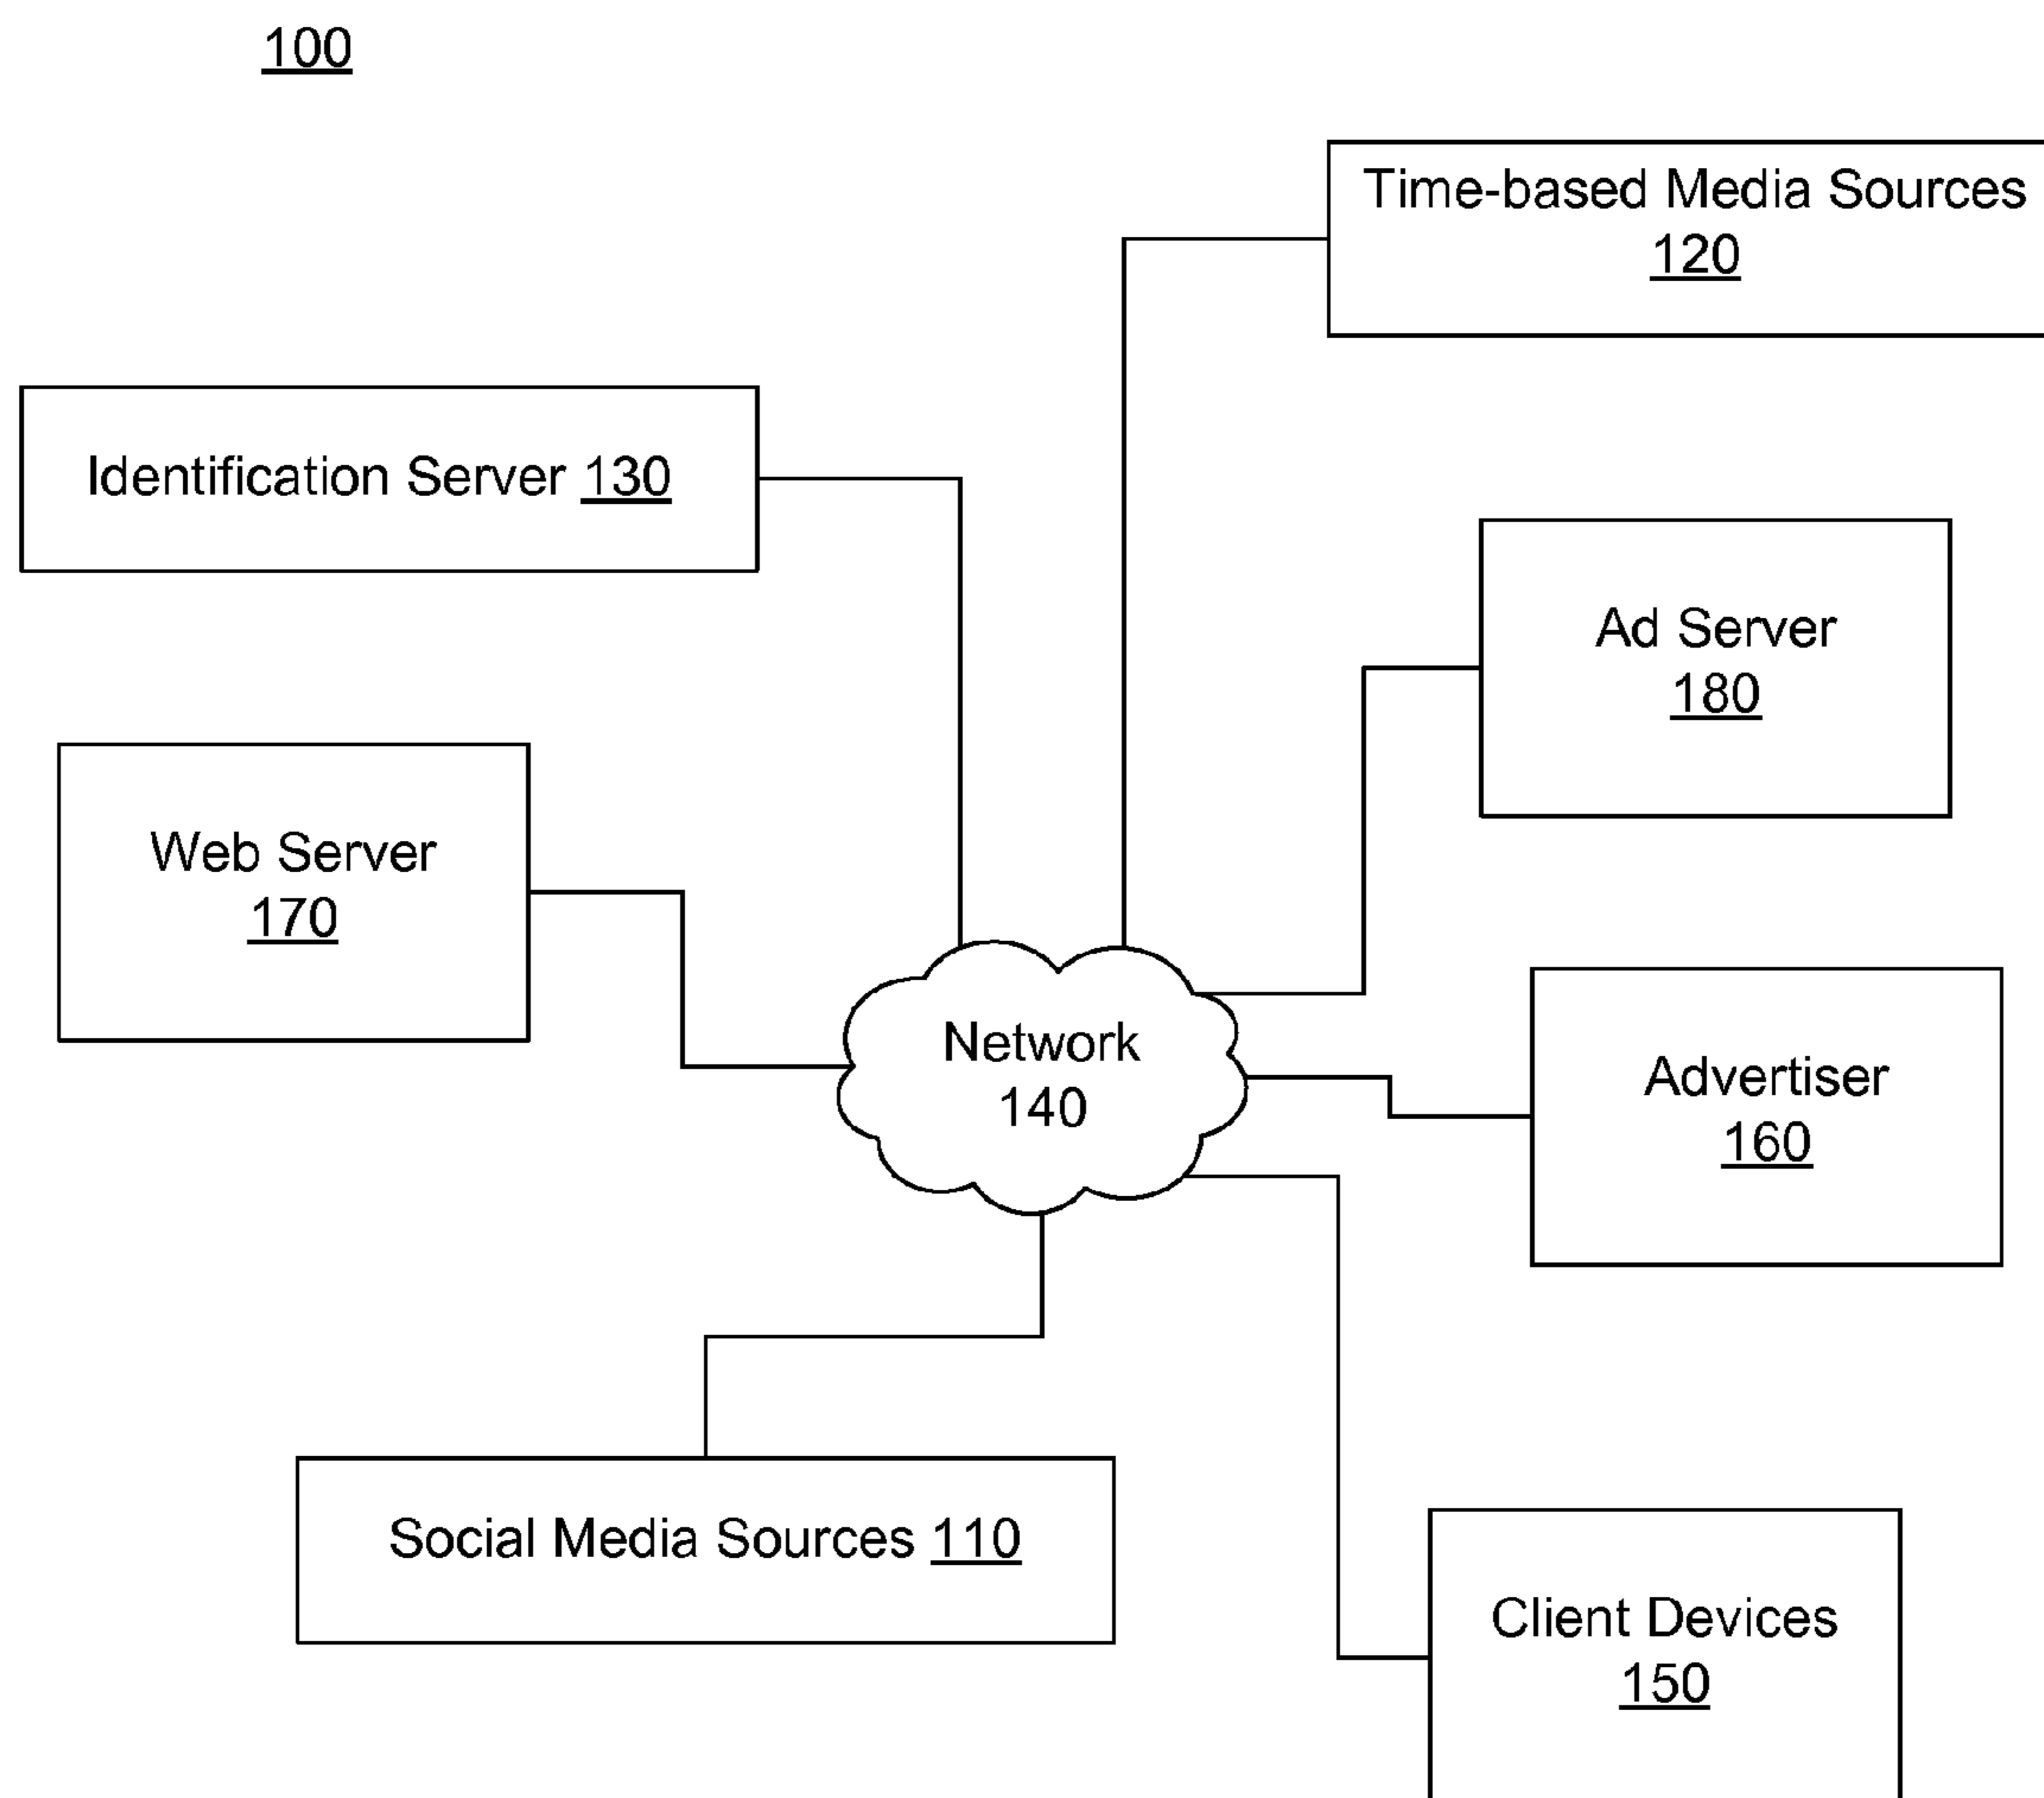 100
Time-based Media Sources
120
Identification Server 130
Ad Server
180
Web Server
170
Network
140
Advertiser
160
Social Media Sources 110
Client Devices
150